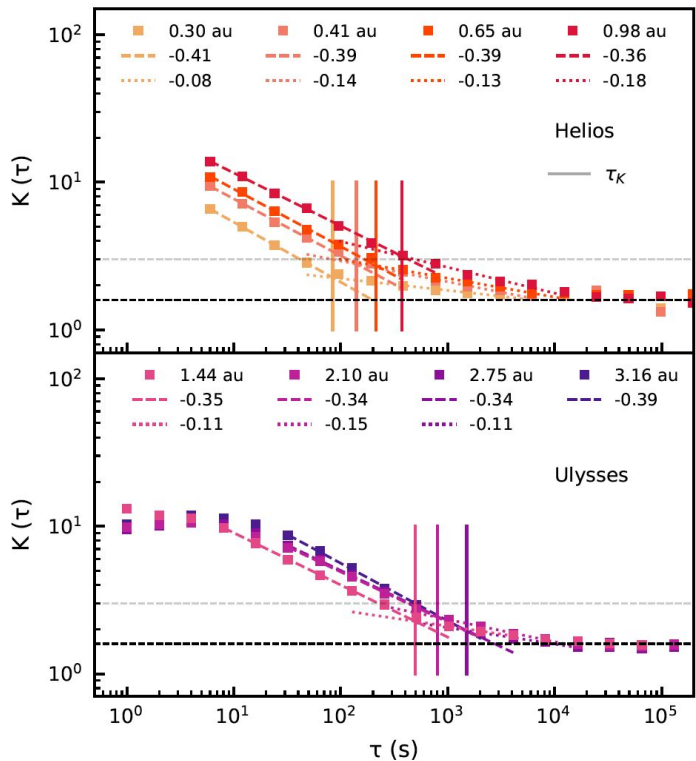 10²
0.30 au 0.41 au 0.65 au 0.98 au
-0.41 -0.39 -0.39 -0.36
-0.08 -0.14 -0.13 -0.18
Helios
τ_K
K (τ)
10¹
10⁰
10²
1.44 au 2.10 au 2.75 au 3.16 au
-0.35 -0.34 -0.34 -0.39
-0.11 -0.15 -0.11
Ulysses
K (τ)
10¹
10⁰
10⁰ 10¹ 10² 10³ 10⁴ 10⁵
τ (s)